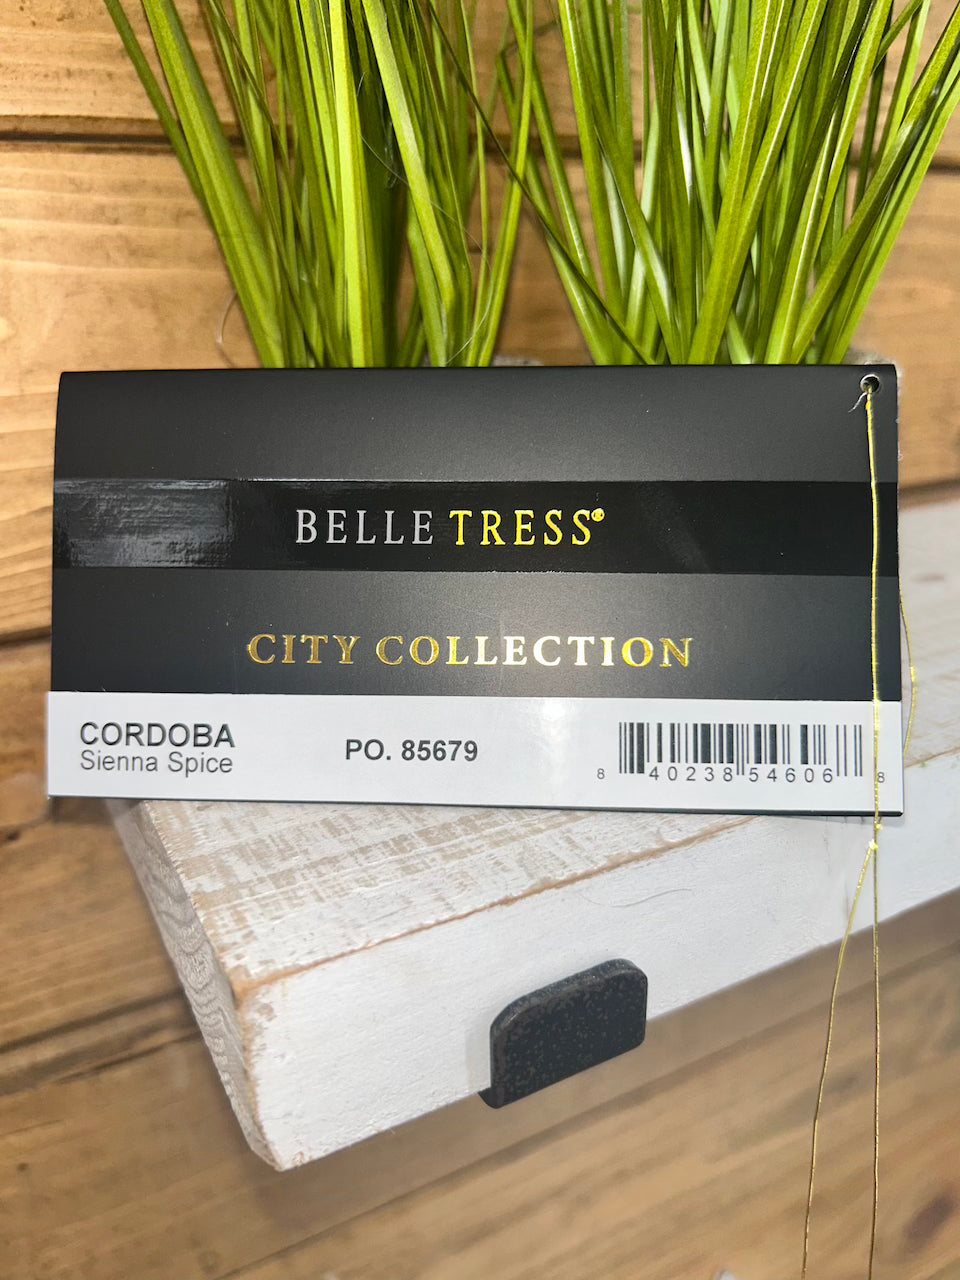 BELLE TRESS®
CITY COLLECTION
CORDOBA
Sienna Spice
PO. 85679
8 40238 54606 8